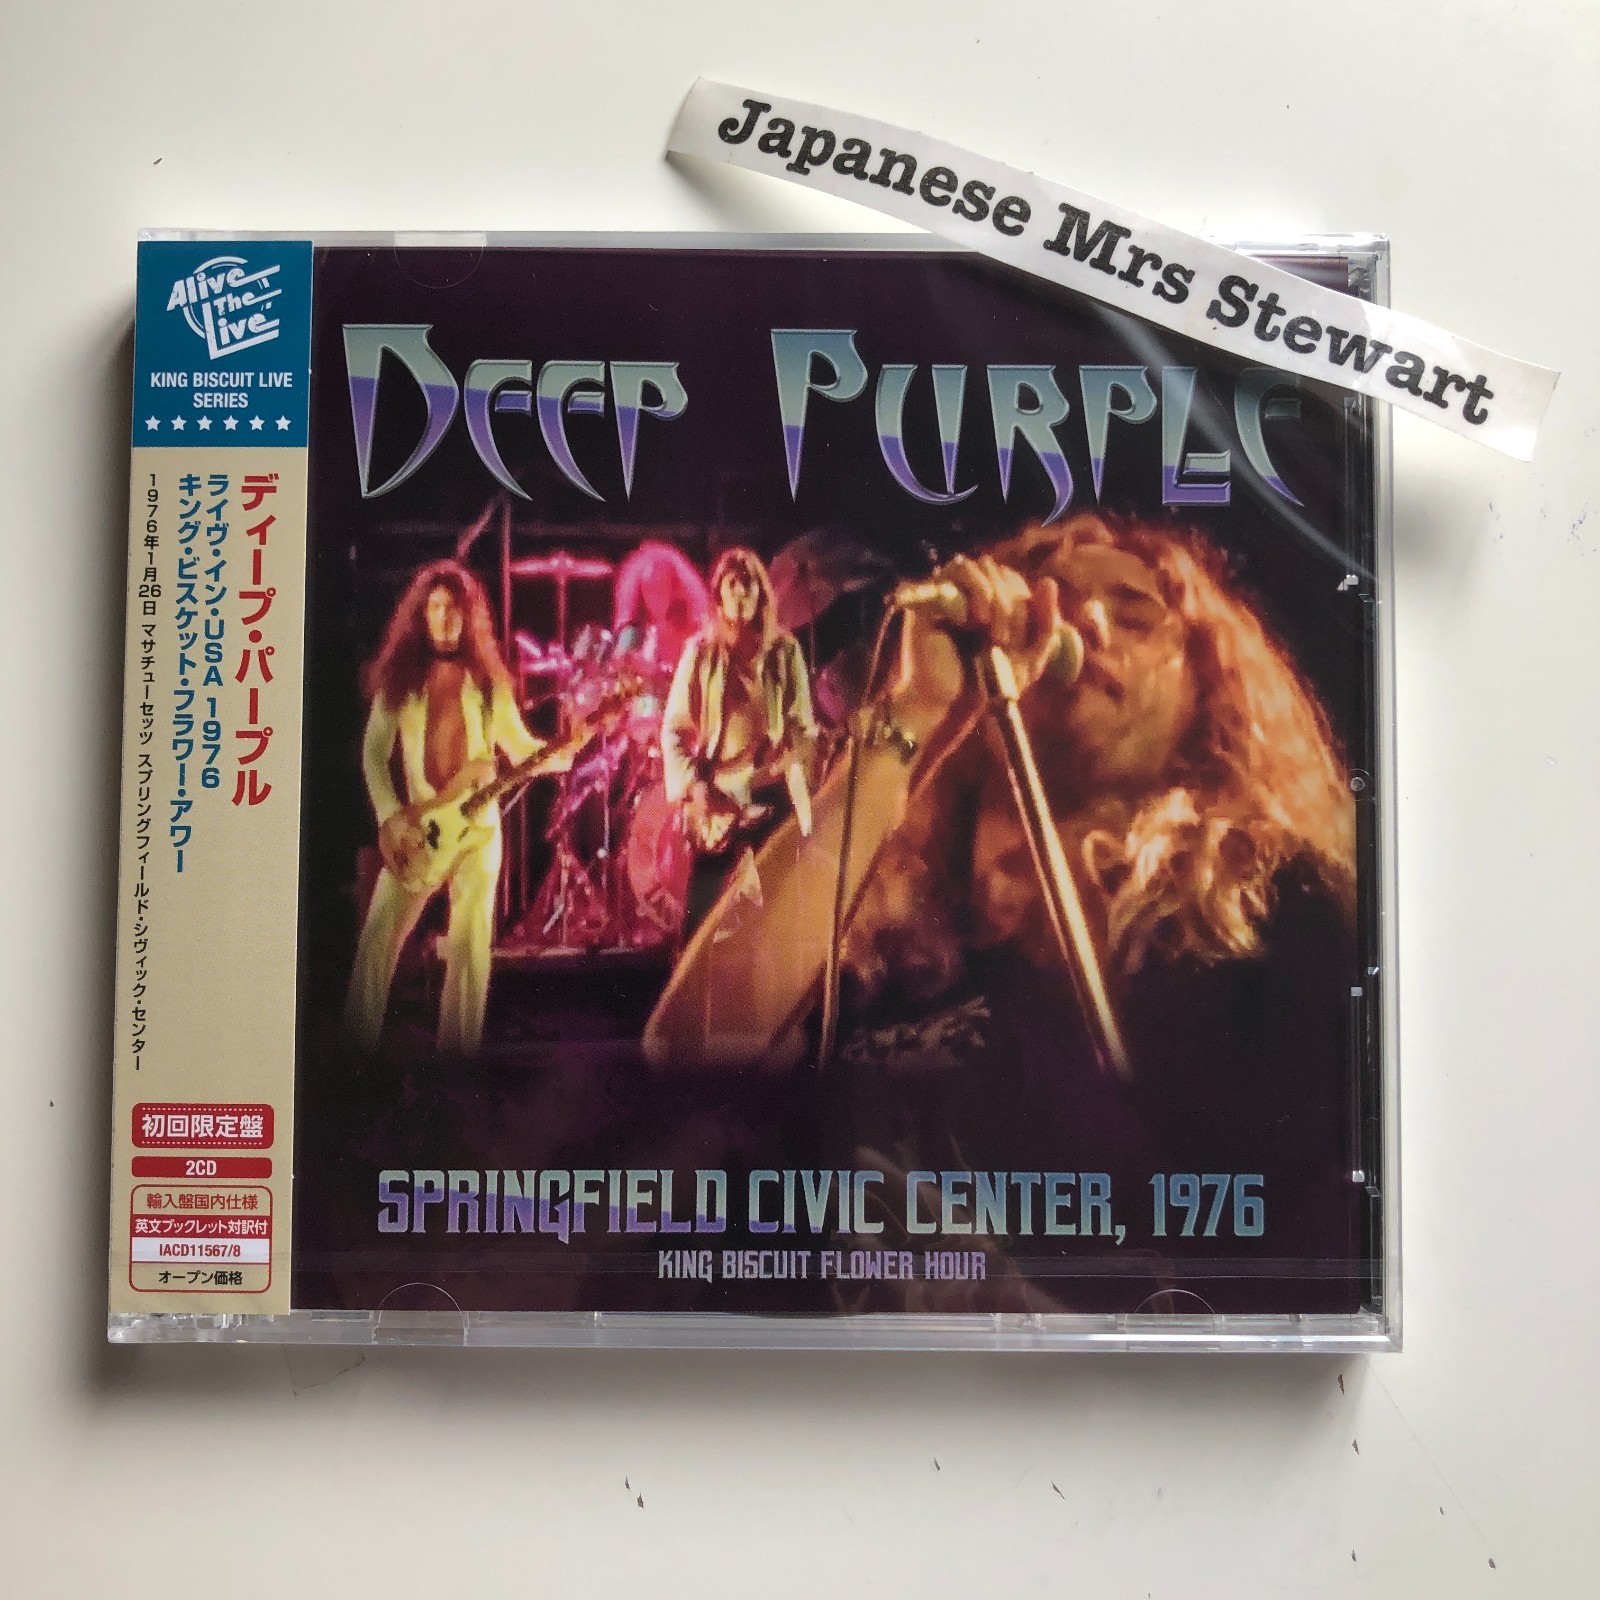 Japanese Mrs Stewart
Alive
The
Live
KING BISCUIT LIVE
SERIES
★★★★★★
ディープ・パープル
ライヴ・イン・USA 1976
キング・ビスケット・フラワー・アワー
1976年1月26日 マサチューセッツ スプリングフィールド・シヴィック・センター
初回限定盤
2CD
輸入盤国内仕様
英文ブックレット対訳付
IACD11567/8
オープン価格
DEEP PURPLE
SPRINGFIELD CIVIC CENTER, 1976
KING BISCUIT FLOWER HOUR